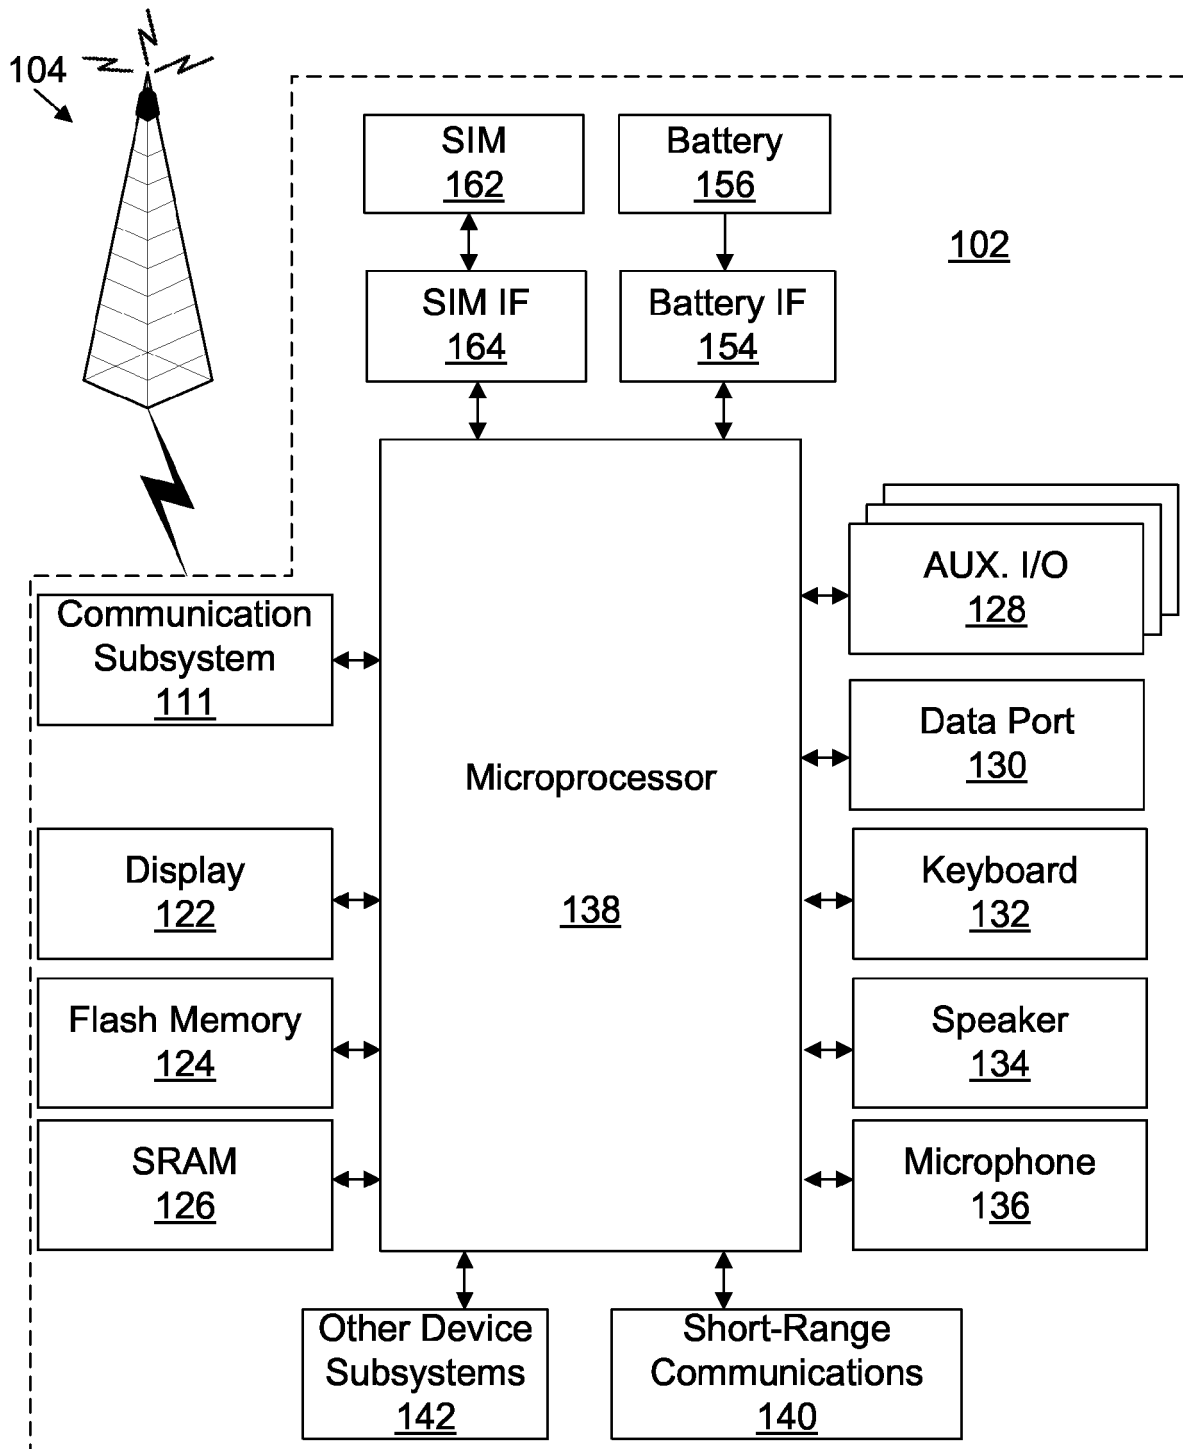 104
SIM
162
Battery
156
102
SIM IF
164
Battery IF
154
AUX. I/O
128
Communication
Subsystem
111
Data Port
130
Microprocessor
138
Display
122
Keyboard
132
Flash Memory
124
Speaker
134
SRAM
126
Microphone
136
Other Device
Subsystems
142
Short-Range
Communications
140